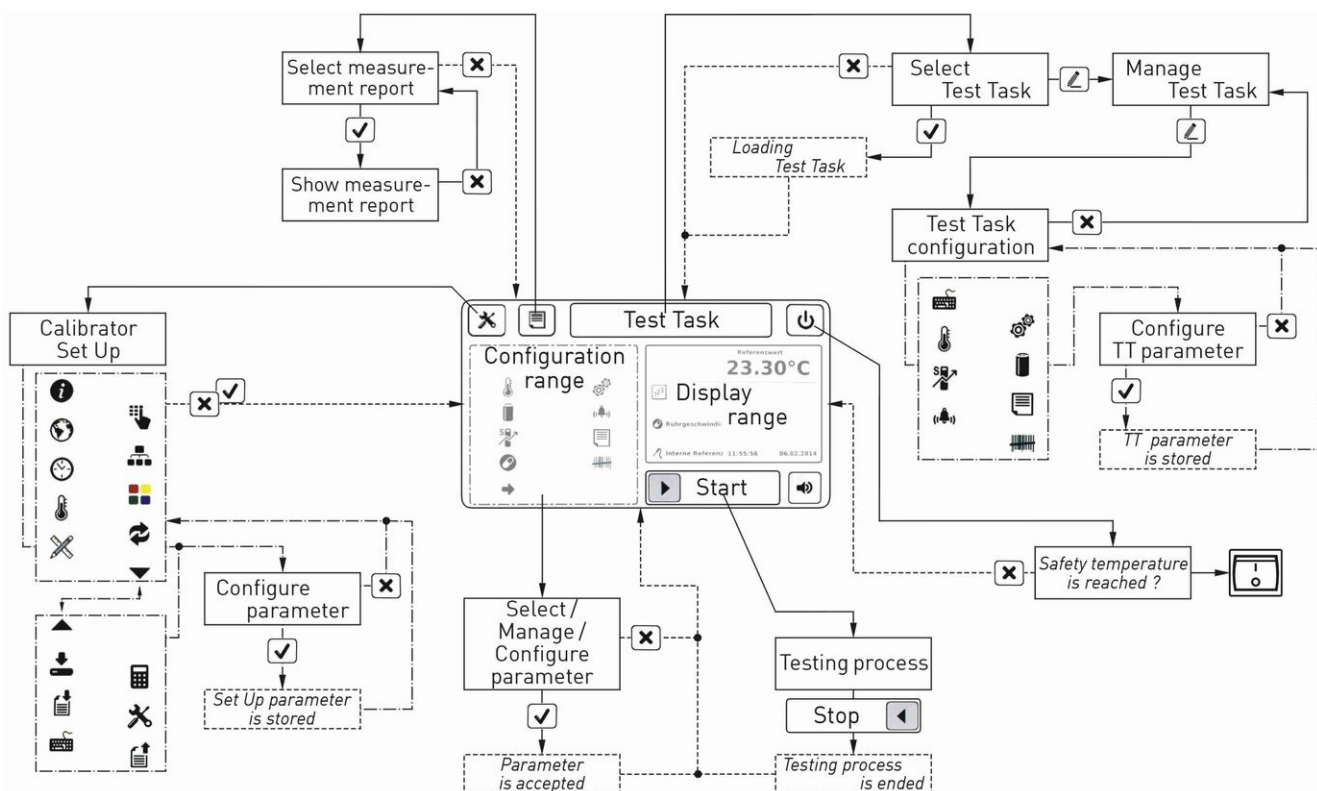 Select measure-
ment report
Show measure-
ment report
Select
Test Task
Manage
Test Task
Loading
Test Task
Test Task
configuration
Configure
TT parameter
TT parameter
is stored
Calibrator
Set Up
Test Task
Configuration
range
Referenzwert
23.30°C
Display
range
Interne Referenz 11:55:56 06.02.2014
Start
S
S
Configure
parameter
Set Up parameter
is stored
Select /
Manage /
Configure
parameter
Parameter
is accepted
Testing process
Stop
Testing process
is ended
Safety temperature
is reached ?